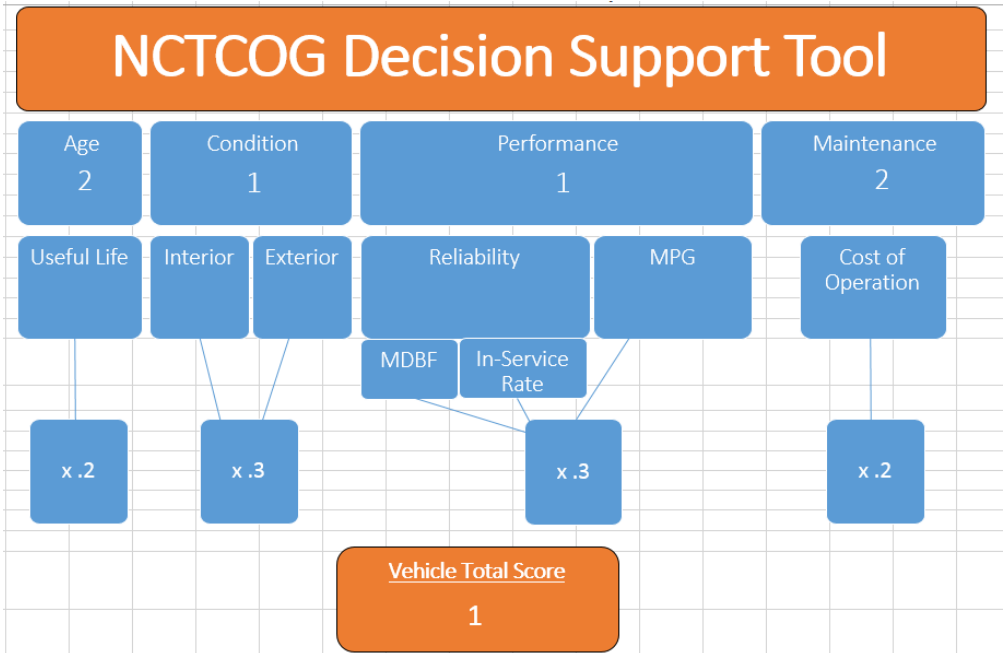 NCTCOG Decision Support Tool
Age
2
Condition
1
Performance
1
Maintenance
2
Useful Life
Interior
Exterior
Reliability
MPG
Cost of
Operation
MDBF
In-Service
Rate
x .2
x .3
x .3
x .2
Vehicle Total Score
1